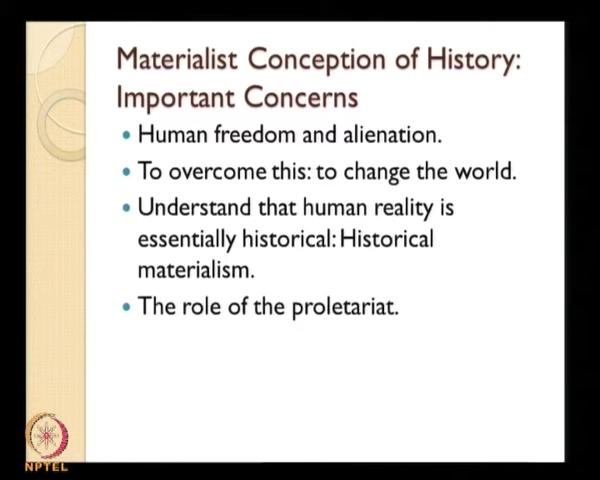 Materialist Conception of History:
Important Concerns
• Human freedom and alienation.
• To overcome this: to change the world.
• Understand that human reality is
essentially historical: Historical
materialism.
• The role of the proletariat.
NPTEL